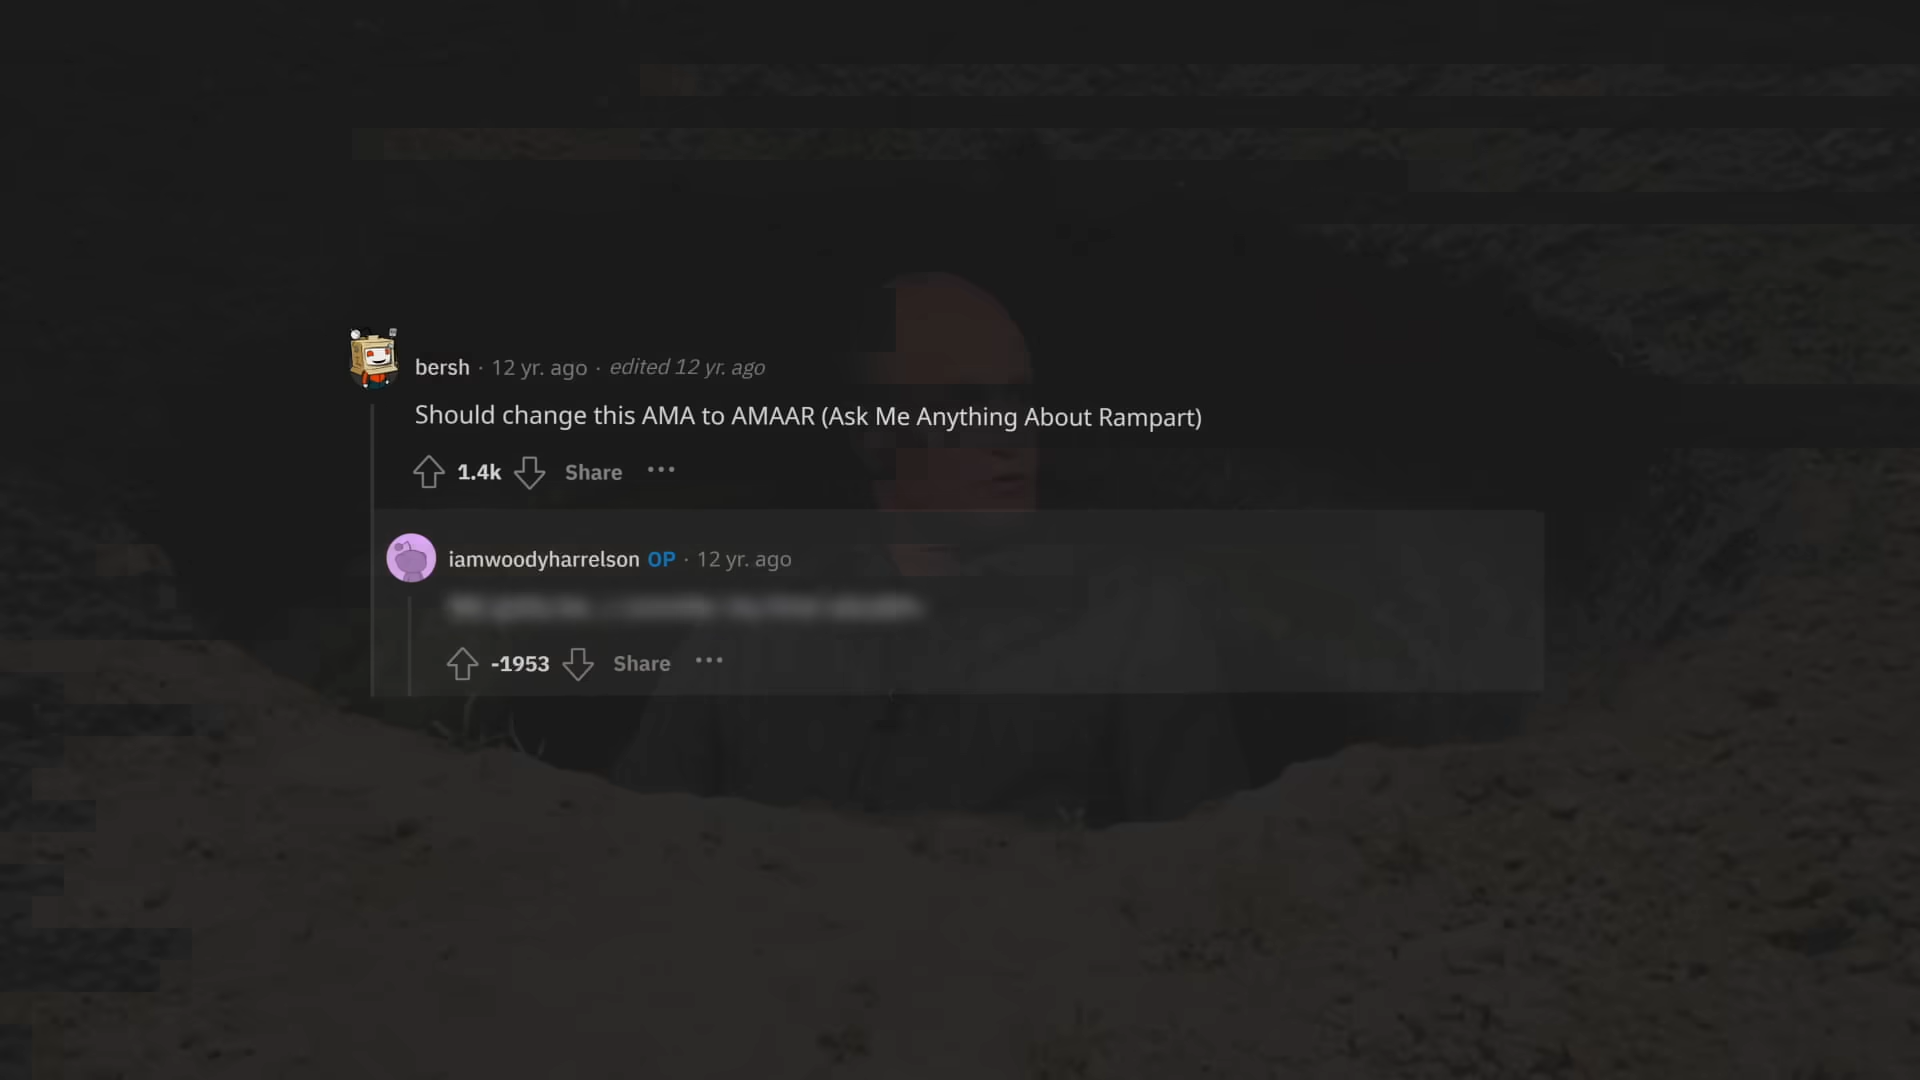 bersh · 12 yr. ago · edited 12 yr. ago
Should change this AMA to AMAAR (Ask Me Anything About Rampart)
1.4k Share ···
iamwoodyharrelson OP · 12 yr. ago
-1953 Share ···